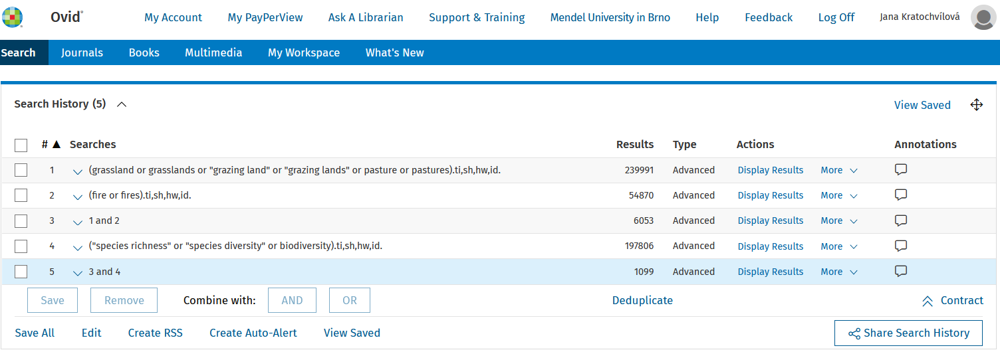 Ovid® My Account My PayPerView Ask A Librarian Support & Training Mendel University in Brno Help Feedback Log Off Jana Kratochvílová
Search Journals Books Multimedia My Workspace What's New
Search History (5) View Saved
# ▲ Searches Results Type Actions Annotations
1 (grassland or grasslands or "grazing land" or "grazing lands" or pasture or pastures).ti,sh,hw,id. 239991 Advanced Display Results More
2 (fire or fires).ti,sh,hw,id. 54870 Advanced Display Results More
3 1 and 2 6053 Advanced Display Results More
4 ("species richness" or "species diversity" or biodiversity).ti,sh,hw,id. 197806 Advanced Display Results More
5 3 and 4 1099 Advanced Display Results More
Save Remove Combine with: AND OR Deduplicate Contract
Save All Edit Create RSS Create Auto-Alert View Saved Share Search History